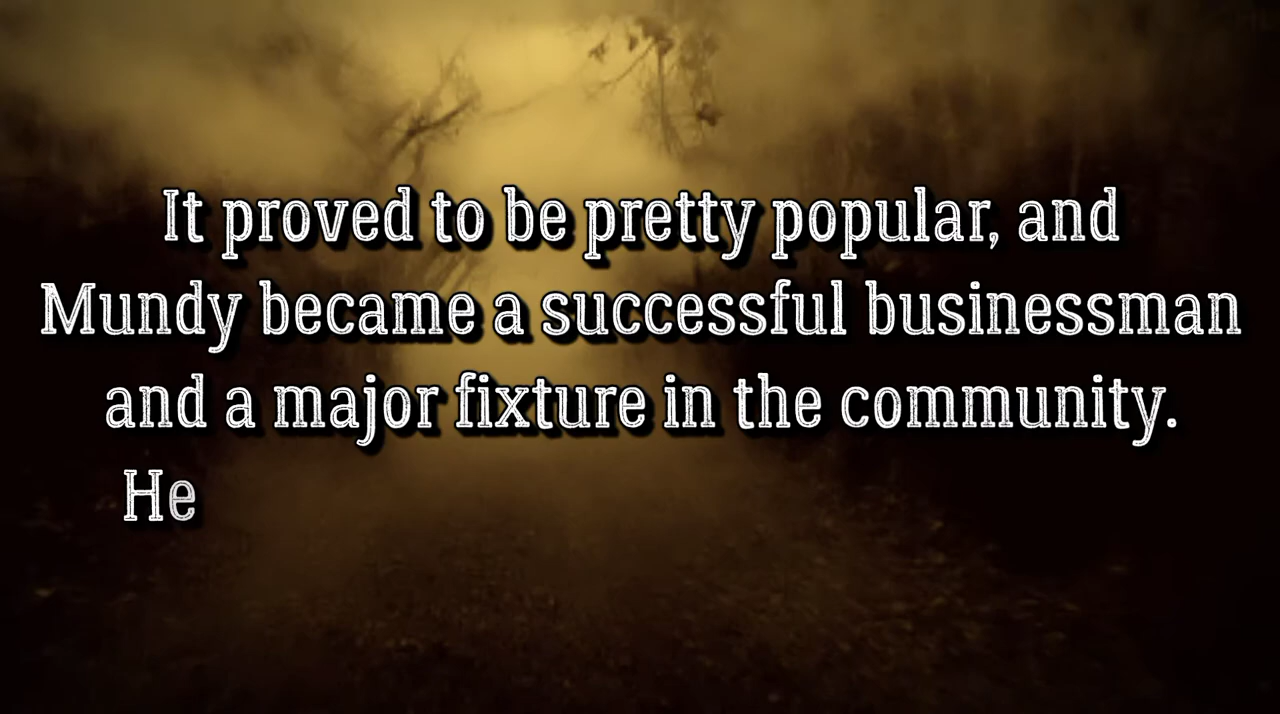 It proved to be pretty popular, and
Mundy became a successful businessman
and a major fixture in the community.
He